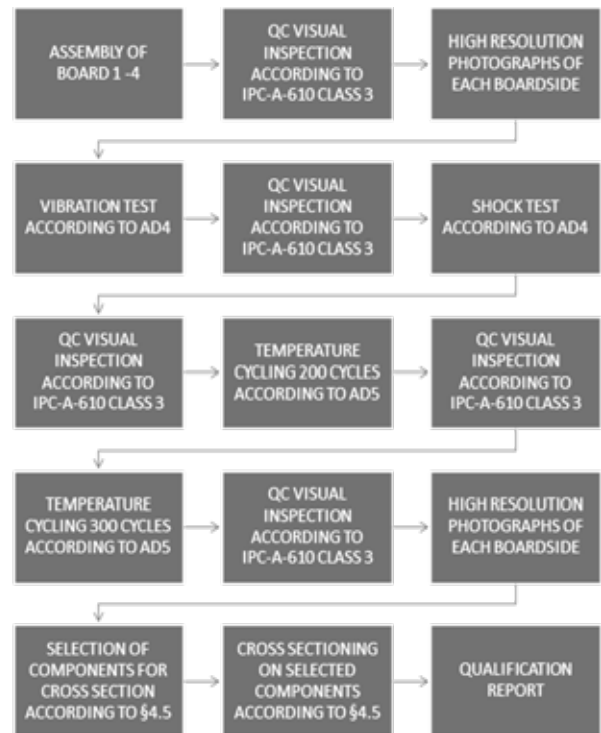 ASSEMBLY OF
BOARD 1 -4
QC VISUAL
INSPECTION
ACCORDING TO
IPC-A-610 CLASS 3
HIGH RESOLUTION
PHOTOGRAPHS OF
EACH BOARDSIDE
VIBRATION TEST
ACCORDING TO AD4
QC VISUAL
INSPECTION
ACCORDING TO
IPC-A-610 CLASS 3
SHOCK TEST
ACCORDING TO AD4
QC VISUAL
INSPECTION
ACCORDING TO
IPC-A-610 CLASS 3
TEMPERATURE
CYCLING 200 CYCLES
ACCORDING TO AD5
QC VISUAL
INSPECTION
ACCORDING TO
IPC-A-610 CLASS 3
TEMPERATURE
CYCLING 300 CYCLES
ACCORDING TO AD5
QC VISUAL
INSPECTION
ACCORDING TO
IPC-A-610 CLASS 3
HIGH RESOLUTION
PHOTOGRAPHS OF
EACH BOARDSIDE
SELECTION OF
COMPONENTS FOR
CROSS SECTION
ACCORDING TO §4.5
CROSS SECTIONING
ON SELECTED
COMPONENTS
ACCORDING TO §4.5
QUALIFICATION
REPORT